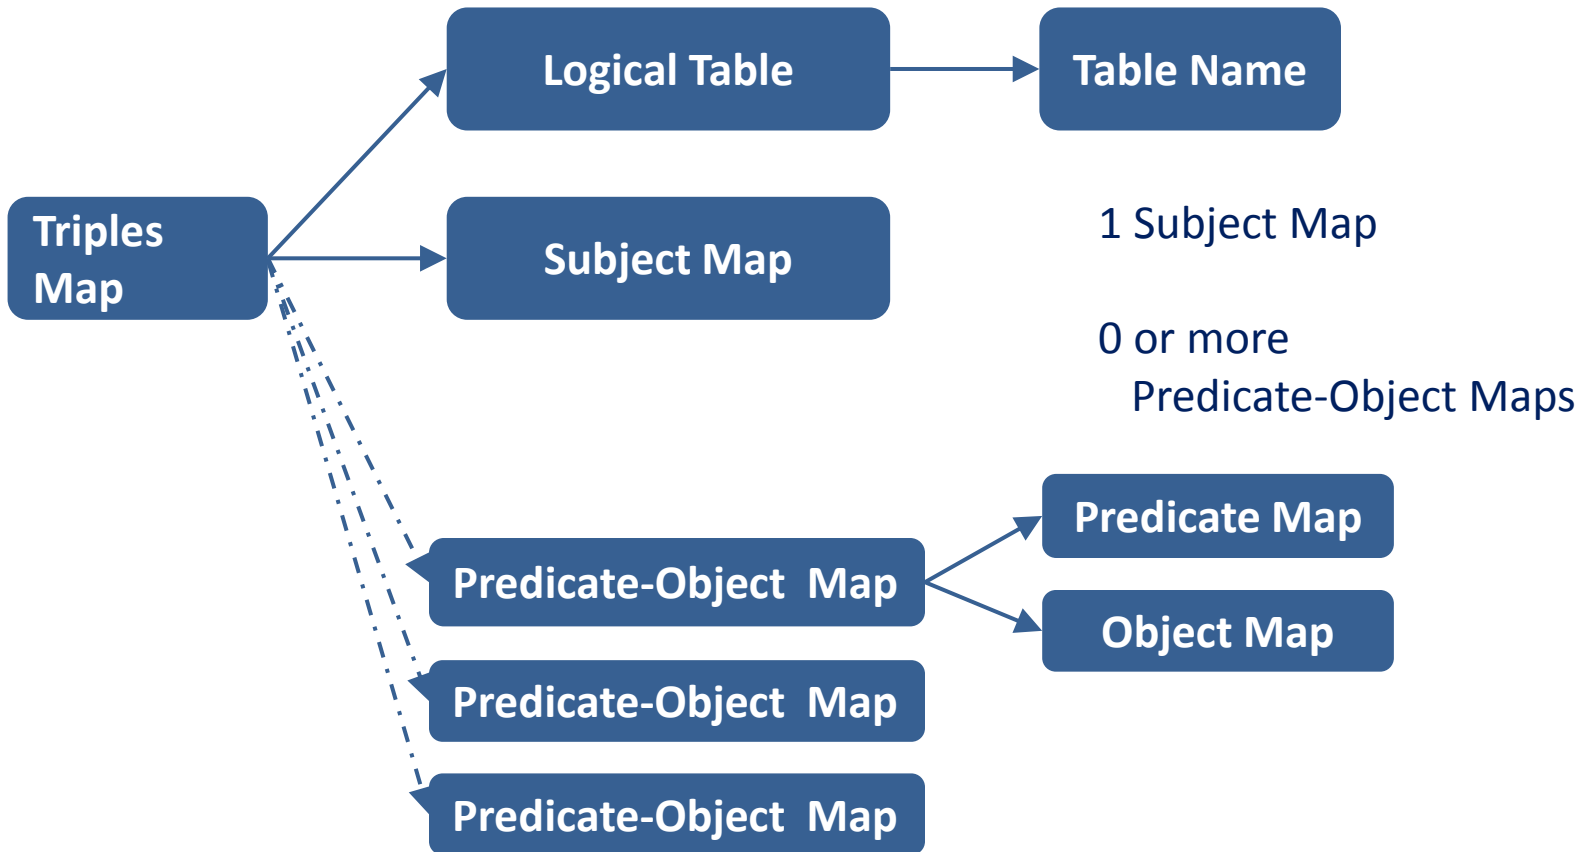 Logical Table
Table Name
Triples
Map
Subject Map
1 Subject Map
0 or more
Predicate-Object Maps
Predicate-Object  Map
Predicate Map
Object Map
Predicate-Object  Map
Predicate-Object  Map